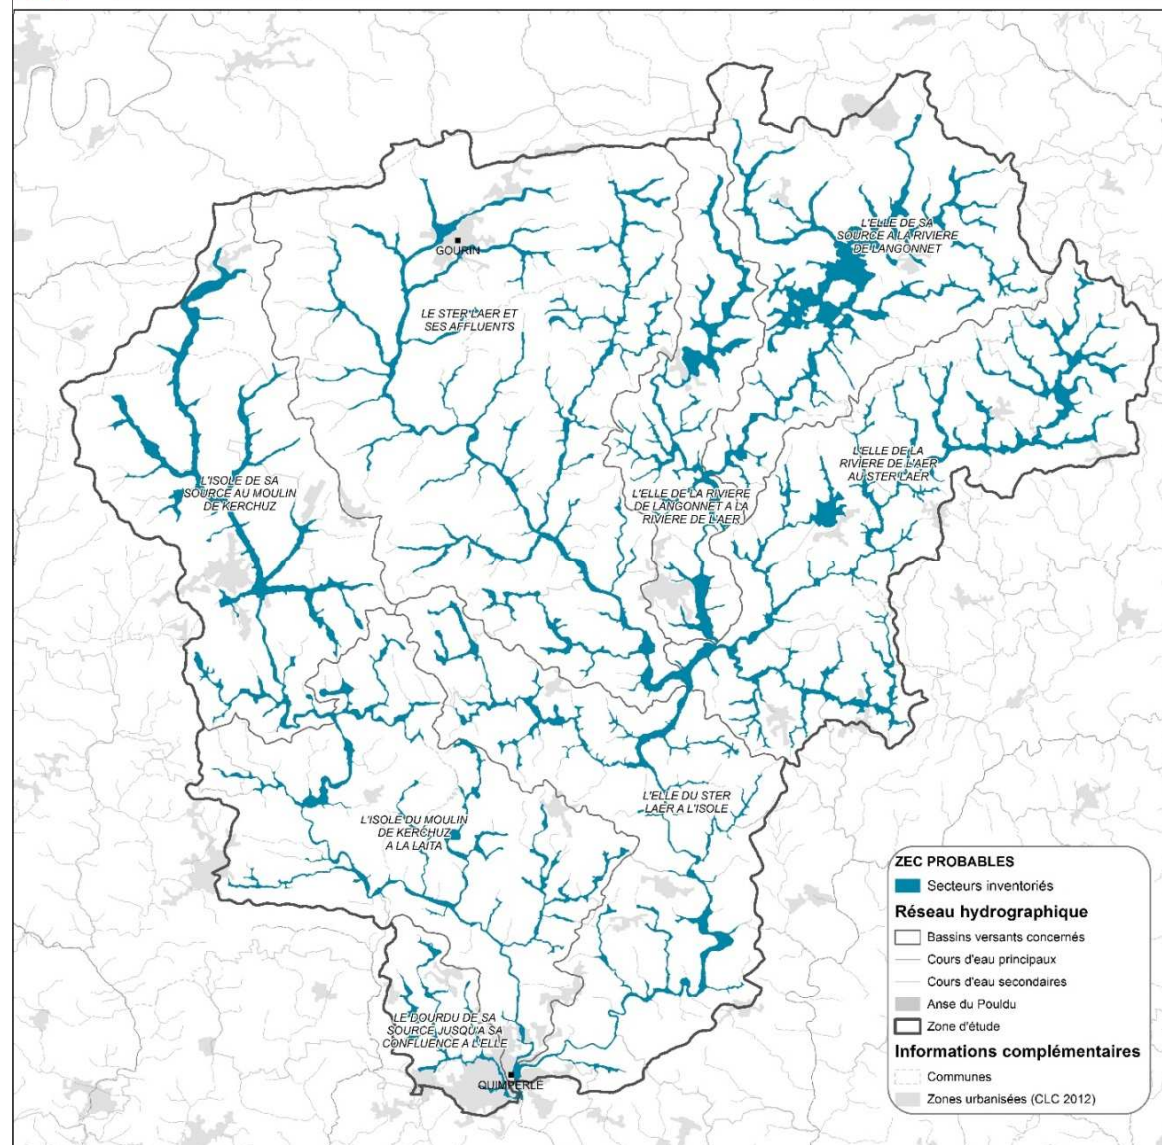 L'ELLE DE SA
SOURCE A LA RIVIERE
DE LANGONNET
GOURIN
LE STER LAER ET
SES AFFLUENTS
L'ELLE DE LA
RIVIERE DE L'AER
AU STER LAER
L'ISOLE DE SA
SOURCE AU MOULIN
DE KERCHUZ
L'ELLE DE LA RIVIERE
DE LANGONNET A LA
RIVIERE DE L'AER
L'ELLE DU STER
LAER A L'ISOLE
L'ISOLE DU MOULIN
DE KERCHUZ
A LA LAITA
LE DOURDU DE SA
SOURCE JUSQU'A SA
CONFLUENCE A L'ELLE
QUIMPERLE
ZEC PROBABLES
Secteurs inventoriés
Réseau hydrographique
Bassins versants concernés
Cours d'eau principaux
Cours d'eau secondaires
Anse du Pouldu
Zone d'étude
Informations complémentaires
Communes
Zones urbanisées (CLC 2012)